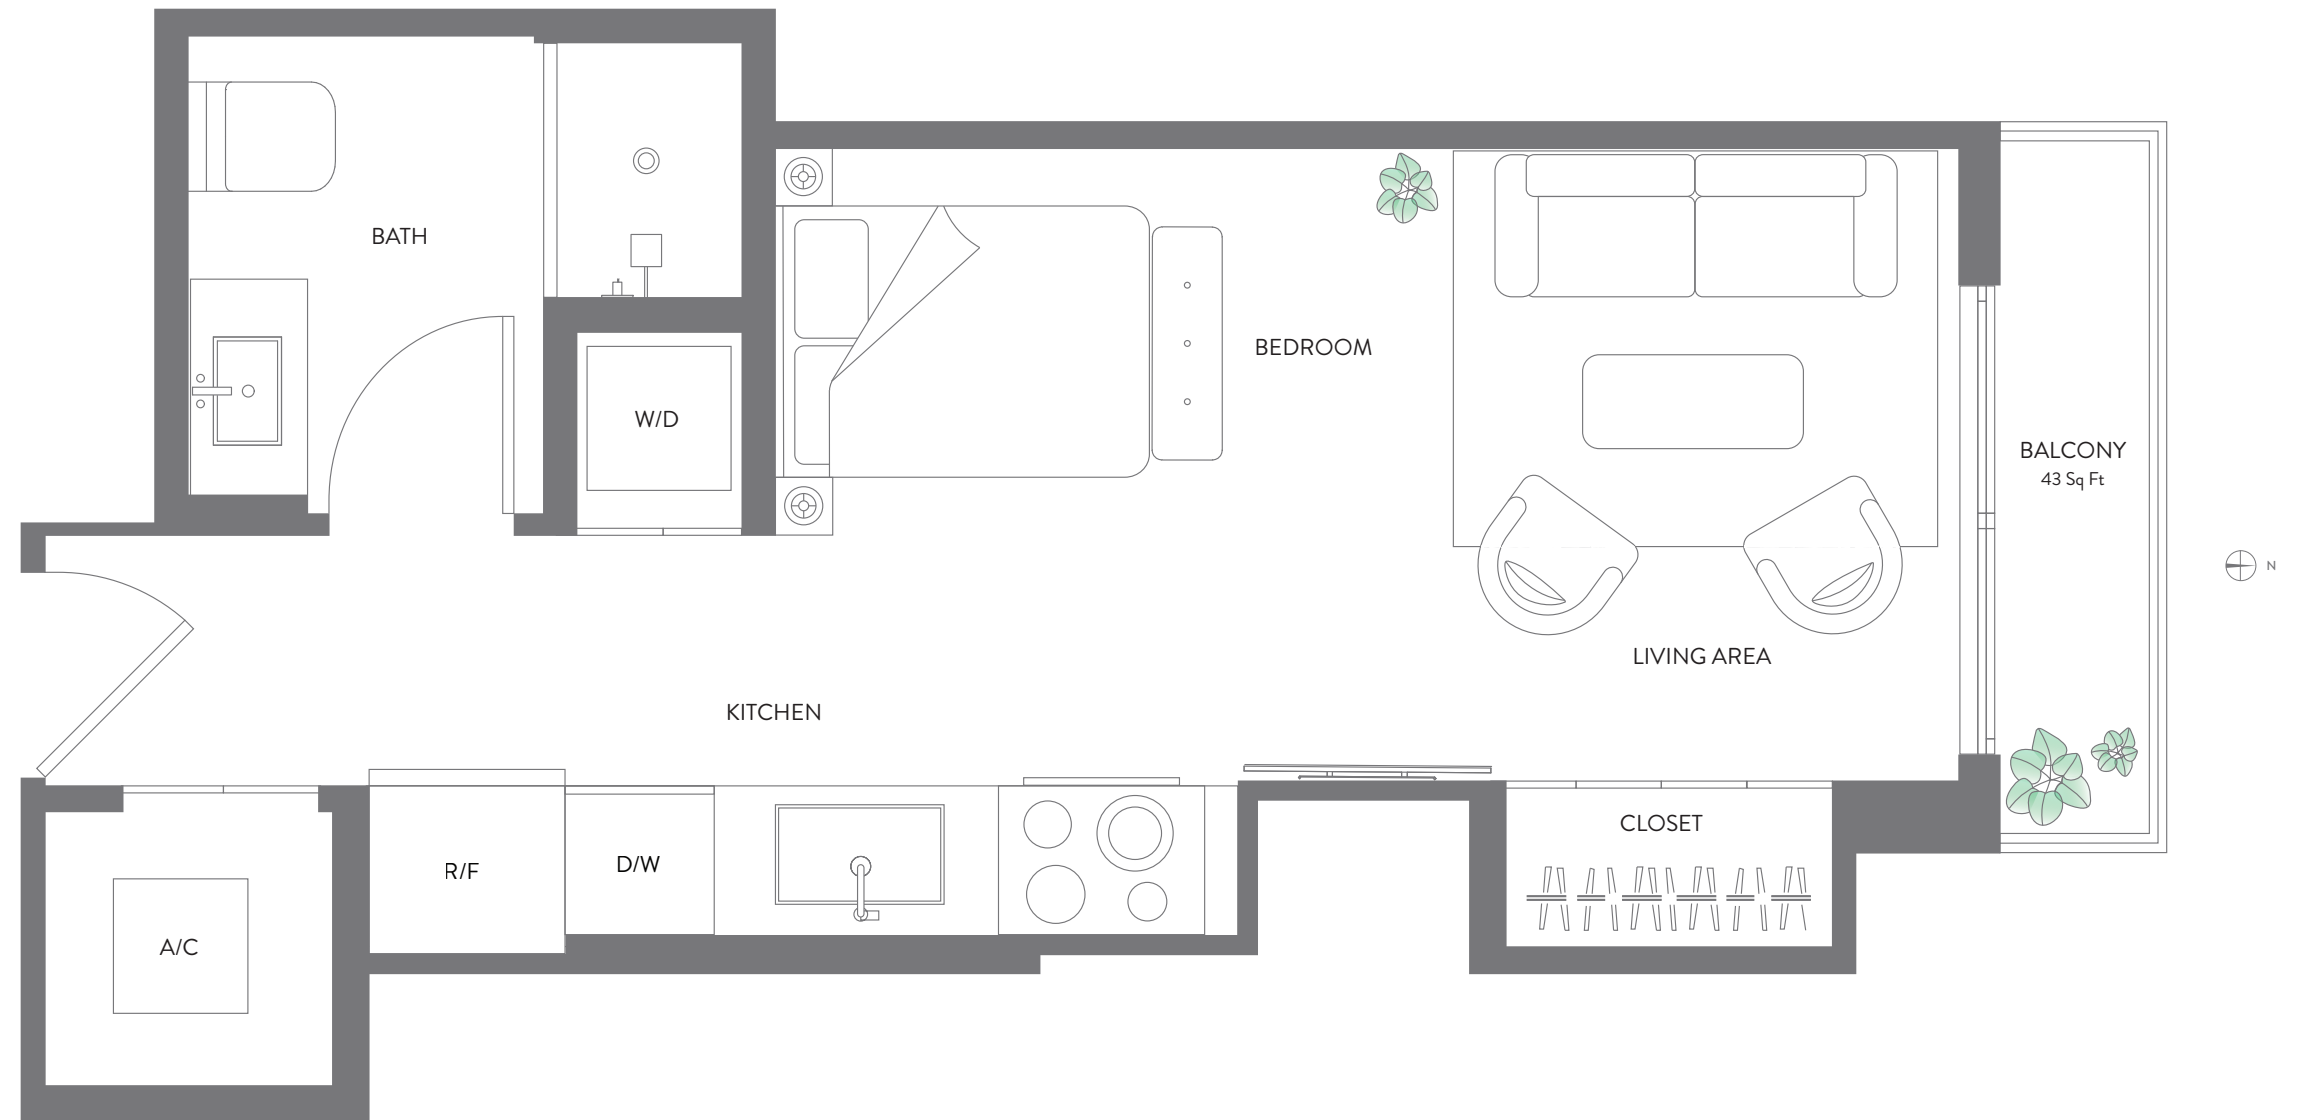 BATH
BEDROOM
W/D
BALCONY
43 Sq Ft
N
LIVING AREA
KITCHEN
CLOSET
R/F
D/W
A/C